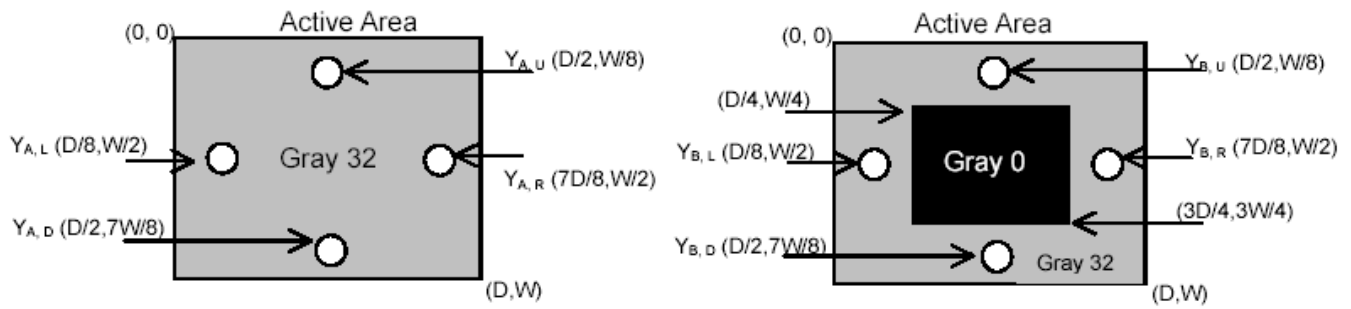 Active Area
(0, 0)
YA, U (D/2,W/8)
YA, L (D/8,W/2)
Gray 32
YA, R (7D/8,W/2)
YA, D (D/2,7W/8)
(D,W)
Active Area
(0, 0)
YB, U (D/2,W/8)
(D/4,W/4)
YB, L (D/8,W/2)
Gray 0
YB, R (7D/8,W/2)
(3D/4,3W/4)
YB, D (D/2,7W/8)
Gray 32
(D,W)